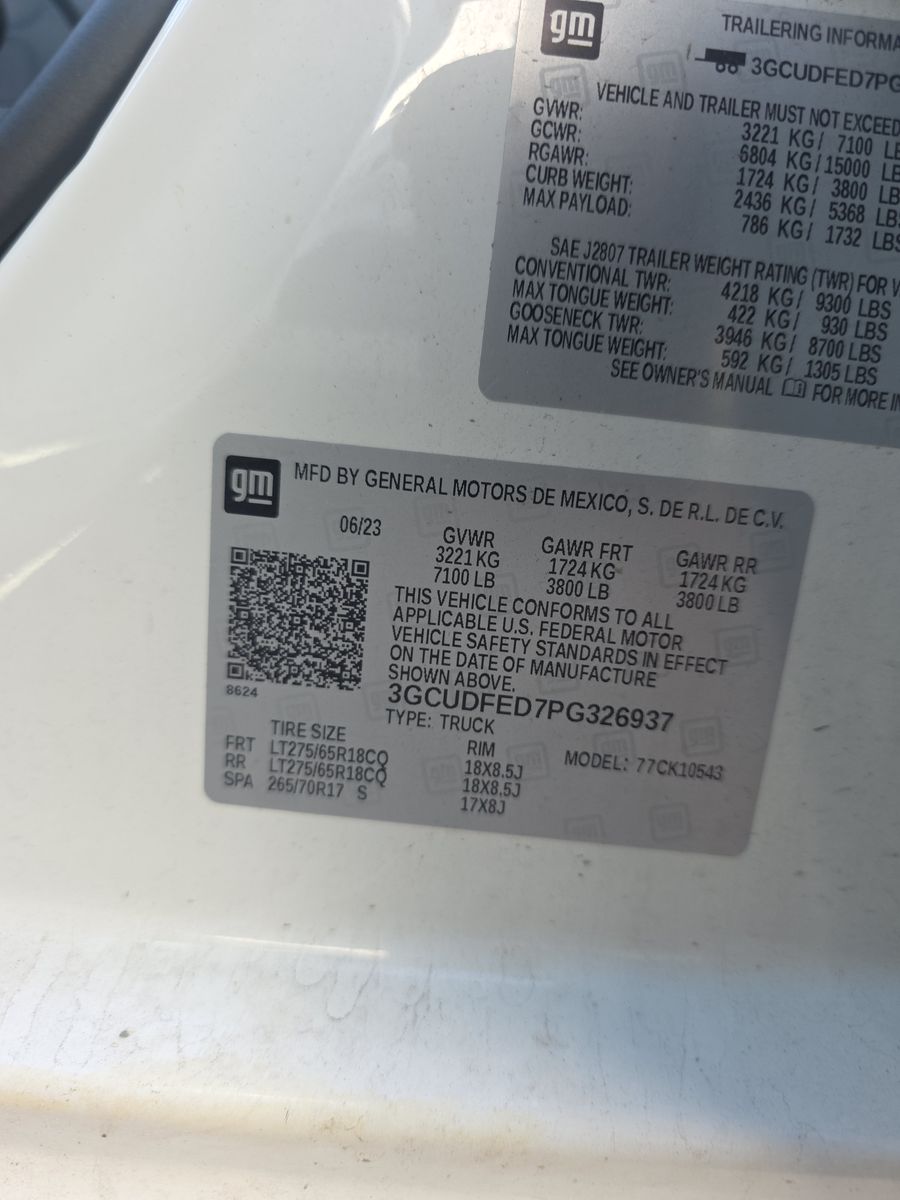 gm
TRAILERING INFORMA
3GCUDFED7PG
VEHICLE AND TRAILER MUST NOT EXCEED
GVWR: 3221 KG/ 7100 LB
GCWR: 6804 KG/15000 LB
RGAWR: 1724 KG/ 3800 LBS
CURB WEIGHT: 2436 KG/ 5368 LBS
MAX PAYLOAD: 786 KG/ 1732 LBS
SAE J2807 TRAILER WEIGHT RATING (TWR) FOR V
CONVENTIONAL TWR: 4218 KG/ 9300 LBS
MAX TONGUE WEIGHT: 422 KG/ 930 LBS
GOOSENECK TWR: 3946 KG/ 8700 LBS
MAX TONGUE WEIGHT: 592 KG/ 1305 LBS
SEE OWNER'S MANUAL FOR MORE IN
gm
MFD BY GENERAL MOTORS DE MEXICO, S. DE R.L. DE C.V.
06/23 GVWR GAWR FRT GAWR RR
3221 KG 1724 KG 1724 KG
7100 LB 3800 LB 3800 LB
THIS VEHICLE CONFORMS TO ALL
APPLICABLE U.S. FEDERAL MOTOR
VEHICLE SAFETY STANDARDS IN EFFECT
ON THE DATE OF MANUFACTURE
SHOWN ABOVE.
8624
3GCUDFED7PG326937
TYPE: TRUCK
TIRE SIZE RIM MODEL: 77CK10543
FRT LT275/65R18CQ 18X8.5J
RR LT275/65R18CQ 18X8.5J
SPA 265/70R17 S 17X8J